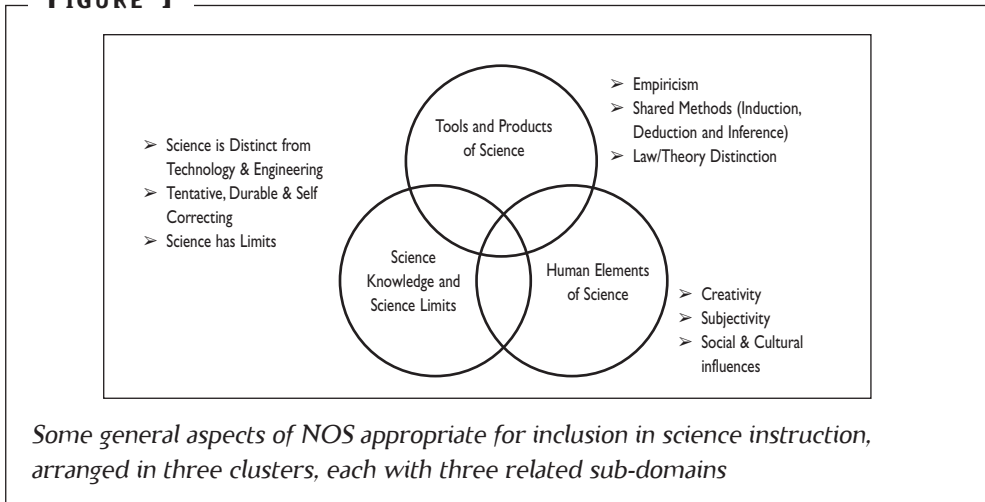 FIGURE 1
Tools and Products
of Science
➢ Empiricism
➢ Shared Methods (Induction,
Deduction and Inference)
➢ Law/Theory Distinction
➢ Science is Distinct from
Technology & Engineering
➢ Tentative, Durable & Self
Correcting
➢ Science has Limits
Science
Knowledge and
Science Limits
Human Elements
of Science
➢ Creativity
➢ Subjectivity
➢ Social & Cultural
influences
Some general aspects of NOS appropriate for inclusion in science instruction,
arranged in three clusters, each with three related sub-domains